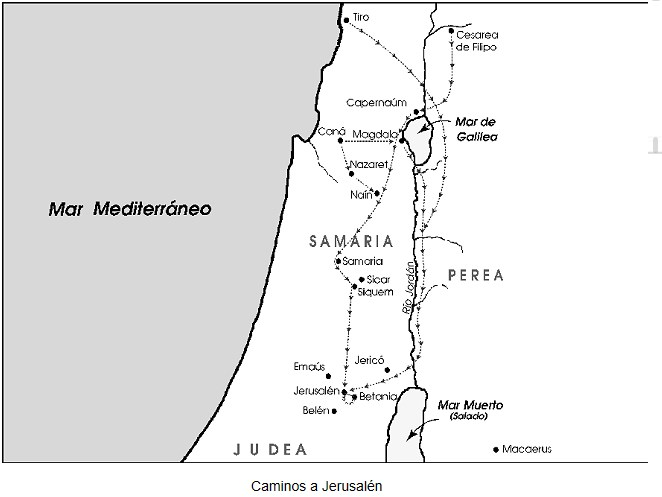 Tiro
Cesarea
de Filipo
Capernaúm
Mar de
Galilea
Caná
Magdala
Nazaret
Naín
Mar Mediterráneo
SAMARIA
Samaria
Sicar
Siquem
Río Jordán
PEREA
Emaús
Jericó
Jerusalén
Betania
Belén
Mar Muerto
(Salado)
JUDEA
Macaerus
Caminos a Jerusalén